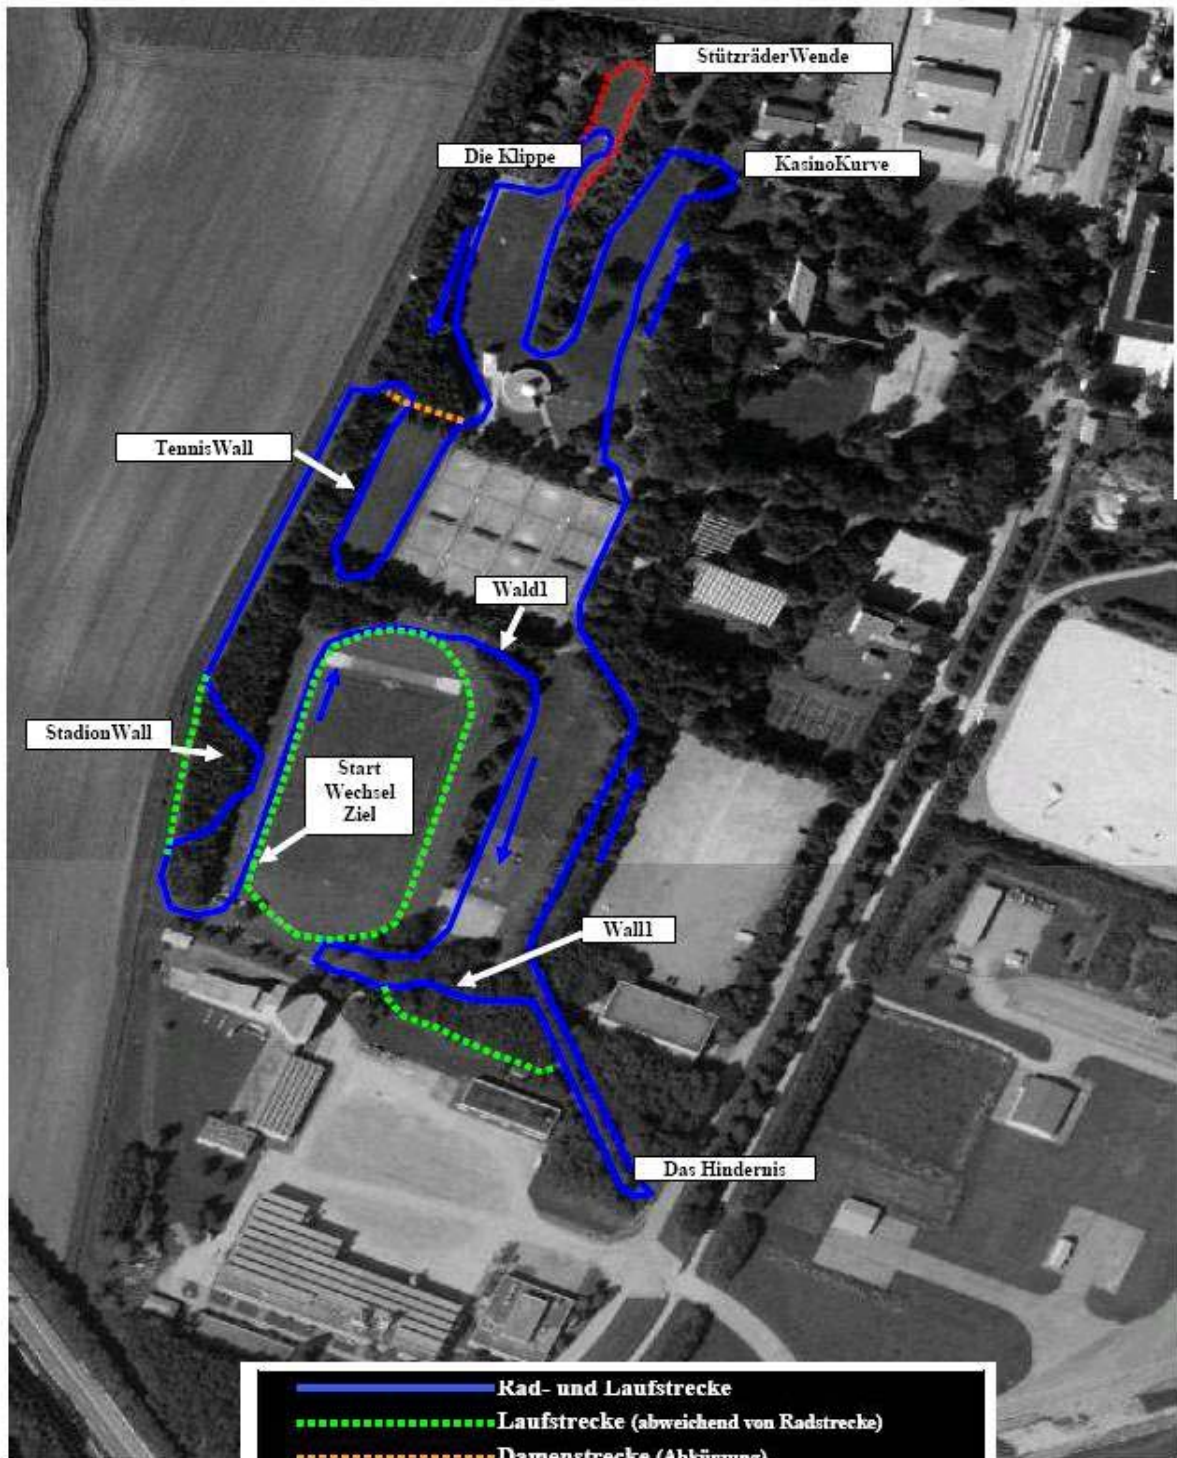 StützräderWende
Die Klippe
KasinoKurve
TennisWall
Wald1
StadionWall
Start
Wechsel
Ziel
Wall1
Das Hindernis
Rad- und Laufstrecke
Laufstrecke (abweichend von Radstrecke)
Damenstrecke (Abkürzung)